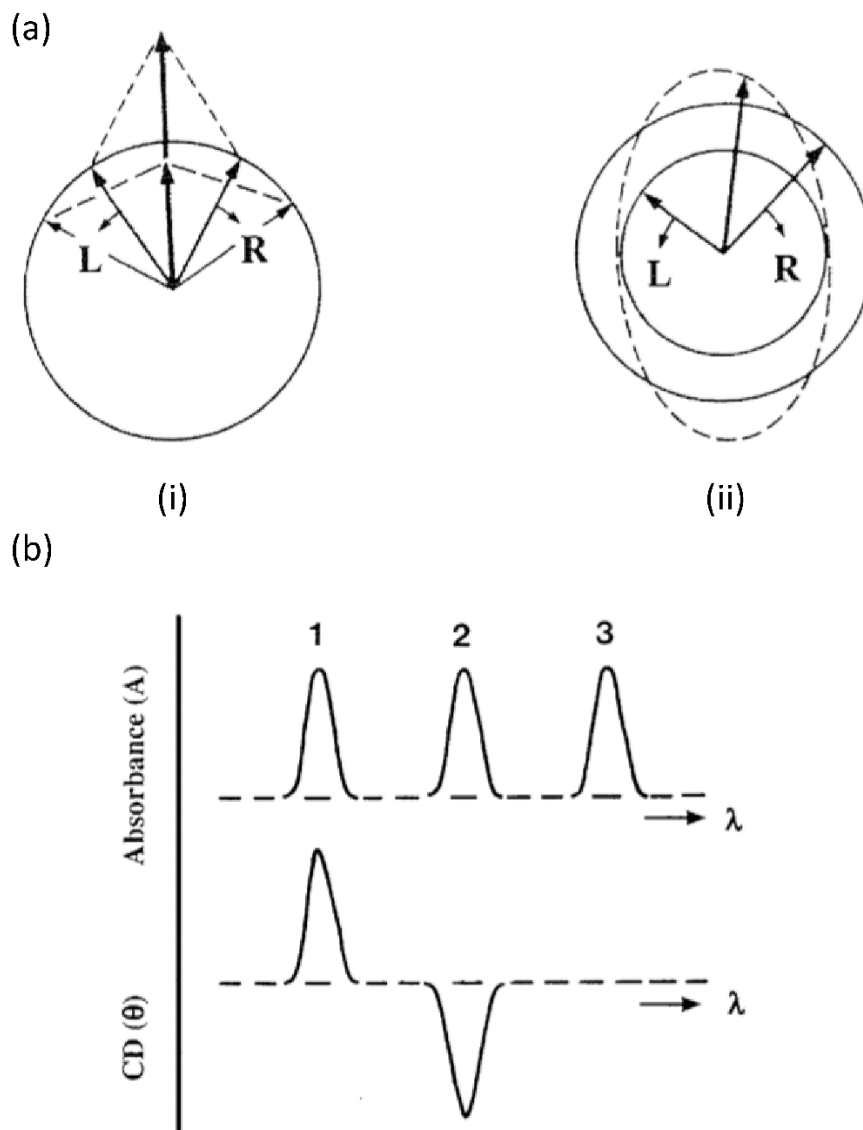 (a)
L R
L R
(i) (ii)
(b)
1 2 3
Absorbance (A)
λ
CD (θ)
λ